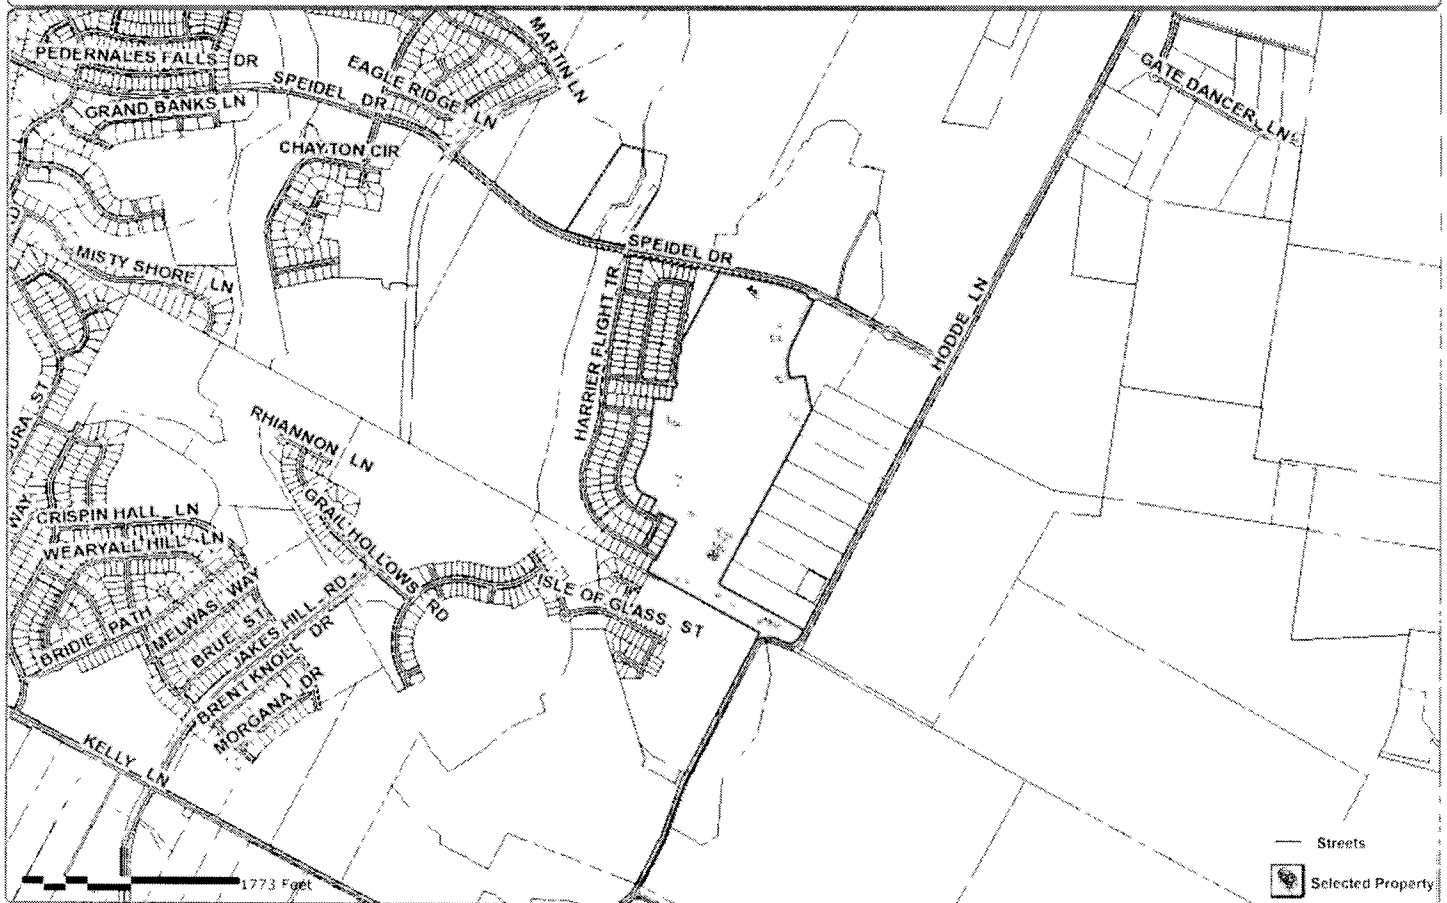 MARTIN LN
PEDERNALES FALLS DR
EAGLE RIDGE LN
SPEIDEL DR
GRAND BANKS LN
GATE DANCER LN
CHAYTON CIR
SPEIDEL DR
MISTY SHORE LN
HODDE LN
HARRIER FLIGHT TR
URA ST
RHIANNON LN
WAY
CRISPIN HALL LN
GRAIL HOLLOWS RD
WEARYALL HILL LN
ISLE OF GLASS ST
MELWAS WAY
BRIDIE PATH
BRUE ST
JAKES HILL RD
BRENT KNOLL DR
MORGANA DR
KELLY LN
Streets
1773 Feet
Selected Property